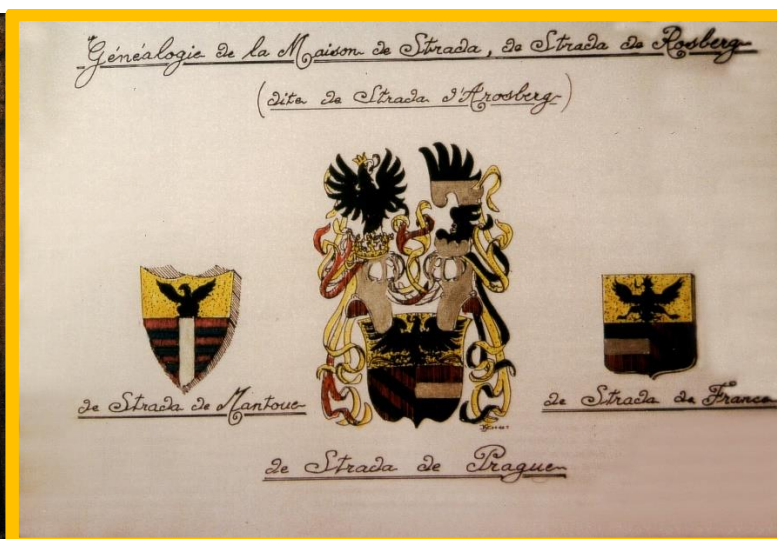 Généalogie de la Maison de Strada, de Strada de Rosberg
(dite de Strada d'Arosberg)
de Strada de Mantoue
de Strada de France
de Strada de Prague